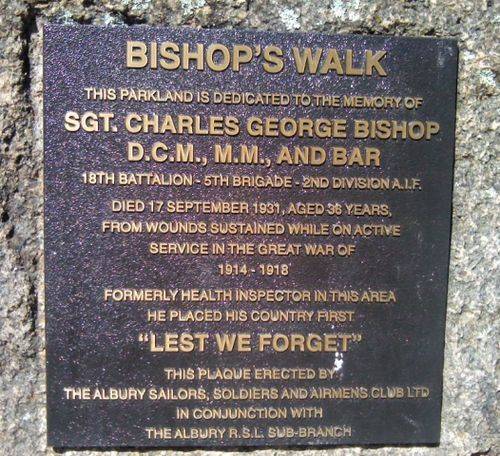 BISHOP'S WALK
THIS PARKLAND IS DEDICATED TO THE MEMORY OF
SGT. CHARLES GEORGE BISHOP
D.C.M., M.M., AND BAR
18TH BATTALION - 5TH BRIGADE - 2ND DIVISION A.I.F.
DIED 17 SEPTEMBER 1931, AGED 36 YEARS,
FROM WOUNDS SUSTAINED WHILE ON ACTIVE
SERVICE IN THE GREAT WAR OF
1914 - 1918
FORMERLY HEALTH INSPECTOR IN THIS AREA
HE PLACED HIS COUNTRY FIRST
"LEST WE FORGET"
THIS PLAQUE ERECTED BY
THE ALBURY SAILORS, SOLDIERS AND AIRMENS CLUB LTD
IN CONJUNCTION WITH
THE ALBURY R.S.L. SUB-BRANCH